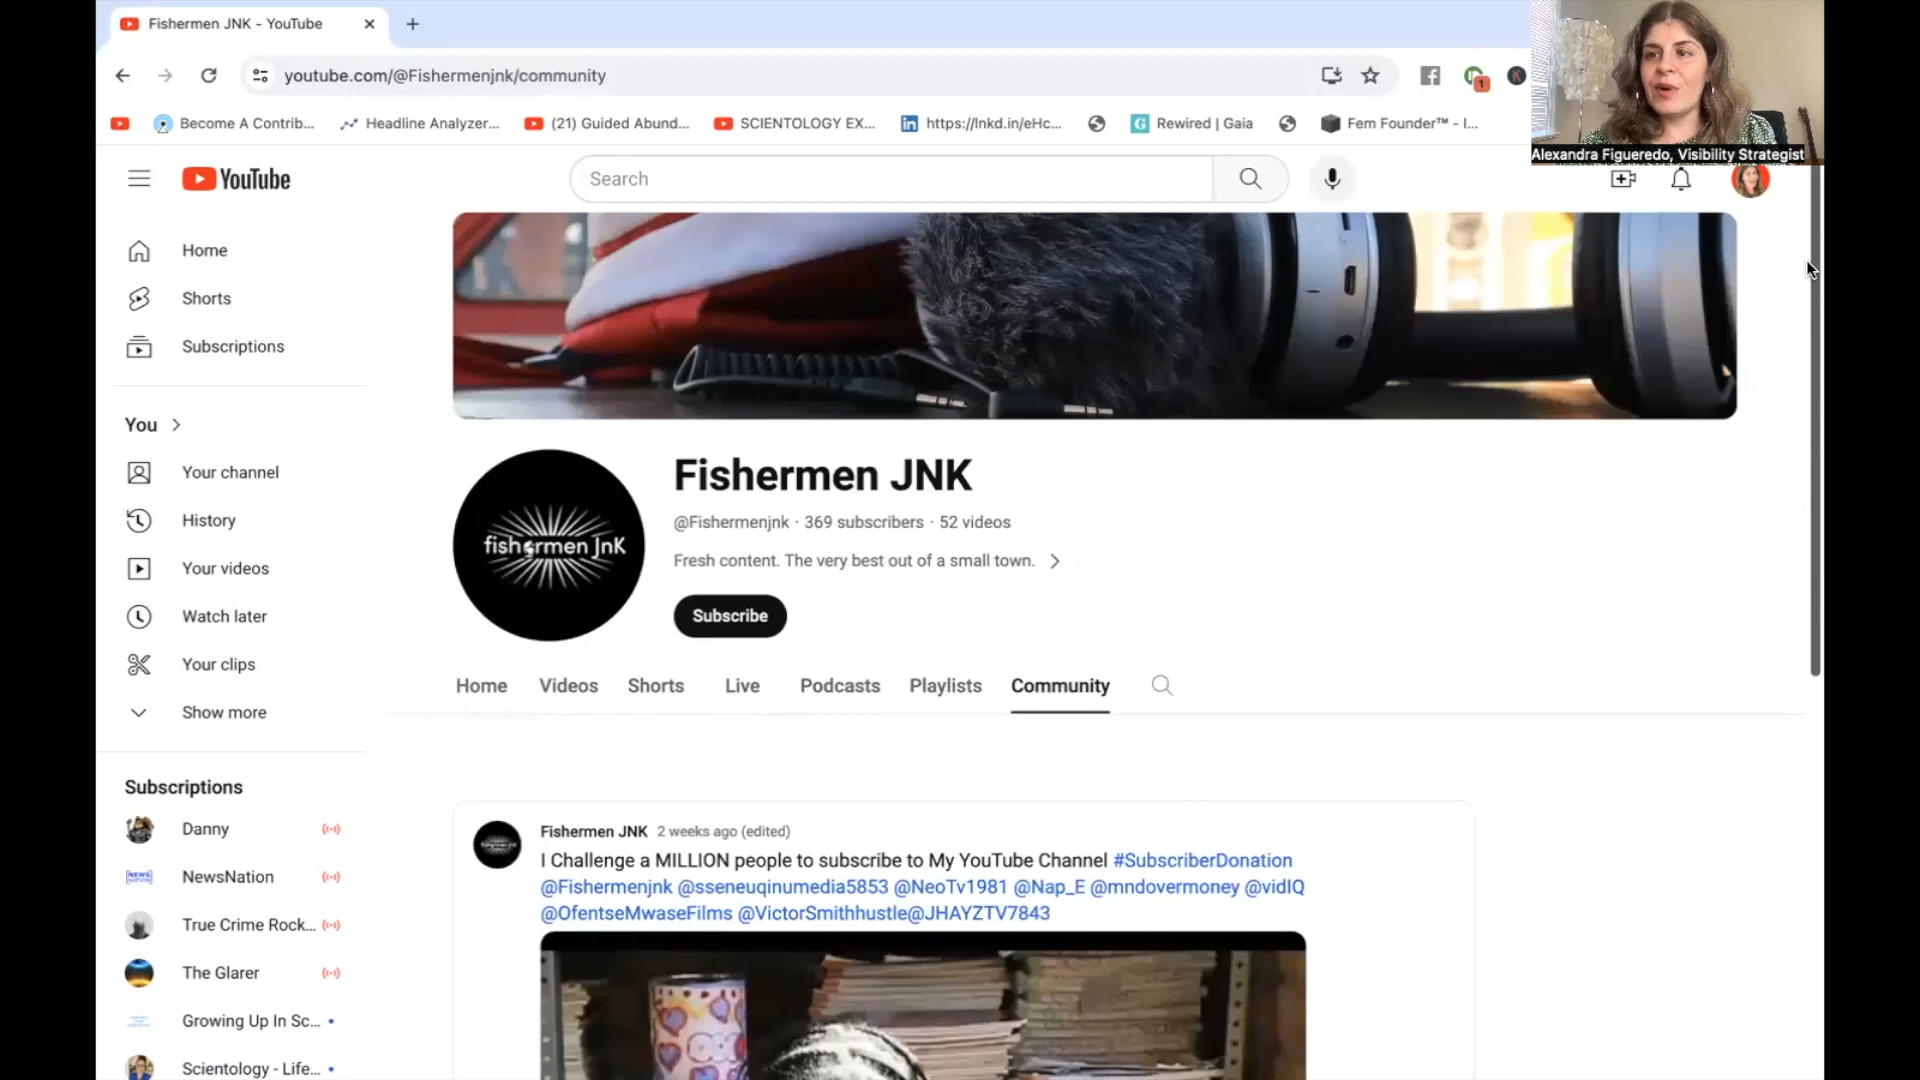 Fishermen JNK - YouTube
youtube.com/@Fishermenjnk/community
1
K
Become A Contrib...
Headline Analyzer...
(21) Guided Abund...
SCIENTOLOGY EX...
https://lnkd.in/eHc...
G
Rewired | Gaia
Fem Founder™ - I...
Alexandra Figueredo, Visibility Strategist
YouTube
Search
Home
Shorts
Subscriptions
You
Your channel
History
Your videos
Watch later
Your clips
Show more
Subscriptions
Danny
NEWS NATION
NewsNation
True Crime Rock...
The Glarer
Growing Up In Sc...
Scientology - Life...
fishermen JnK
Fishermen JNK
@Fishermenjnk · 369 subscribers · 52 videos
Fresh content. The very best out of a small town.
Subscribe
Home Videos Shorts Live Podcasts Playlists Community
Fishermen JNK 2 weeks ago (edited)
I Challenge a MILLION people to subscribe to My YouTube Channel #SubscriberDonation
@Fishermenjnk @sseneuqinumedia5853 @NeoTv1981 @Nap_E @mndovermoney @vidIQ
@OfentseMwaseFilms @VictorSmithhustle@JHAYZTV7843